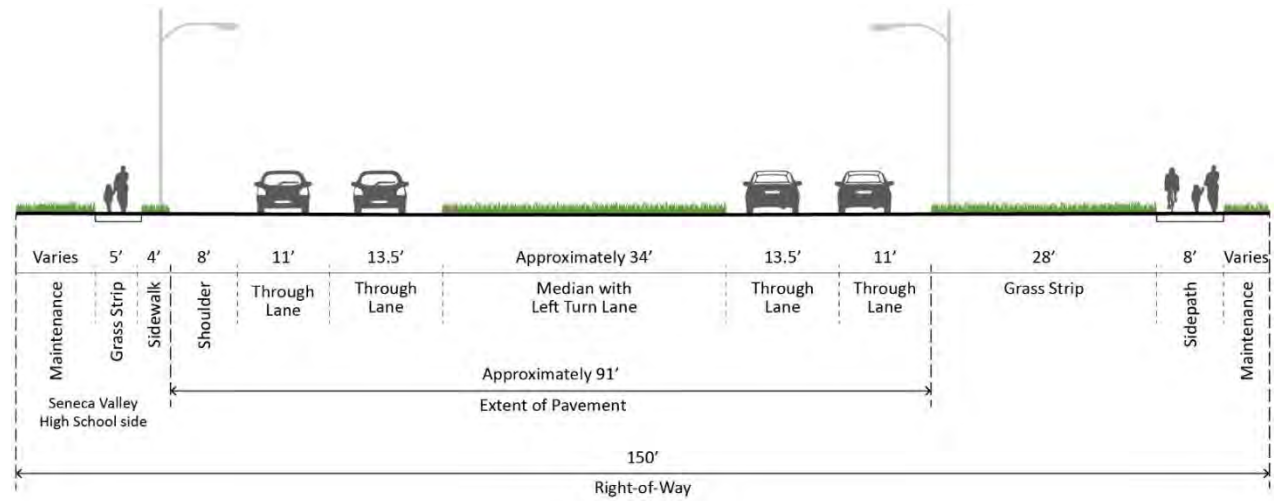 Varies 5' 4' 8' 11' 13.5' Approximately 34' 13.5' 11' 28' 8' Varies
Maintenance
Grass Strip
Sidewalk
Shoulder
Through
Lane
Through
Lane
Median with
Left Turn Lane
Through
Lane
Through
Lane
Grass Strip
Sidepath
Maintenance
Approximately 91'
Extent of Pavement
Seneca Valley
High School side
150'
Right-of-Way